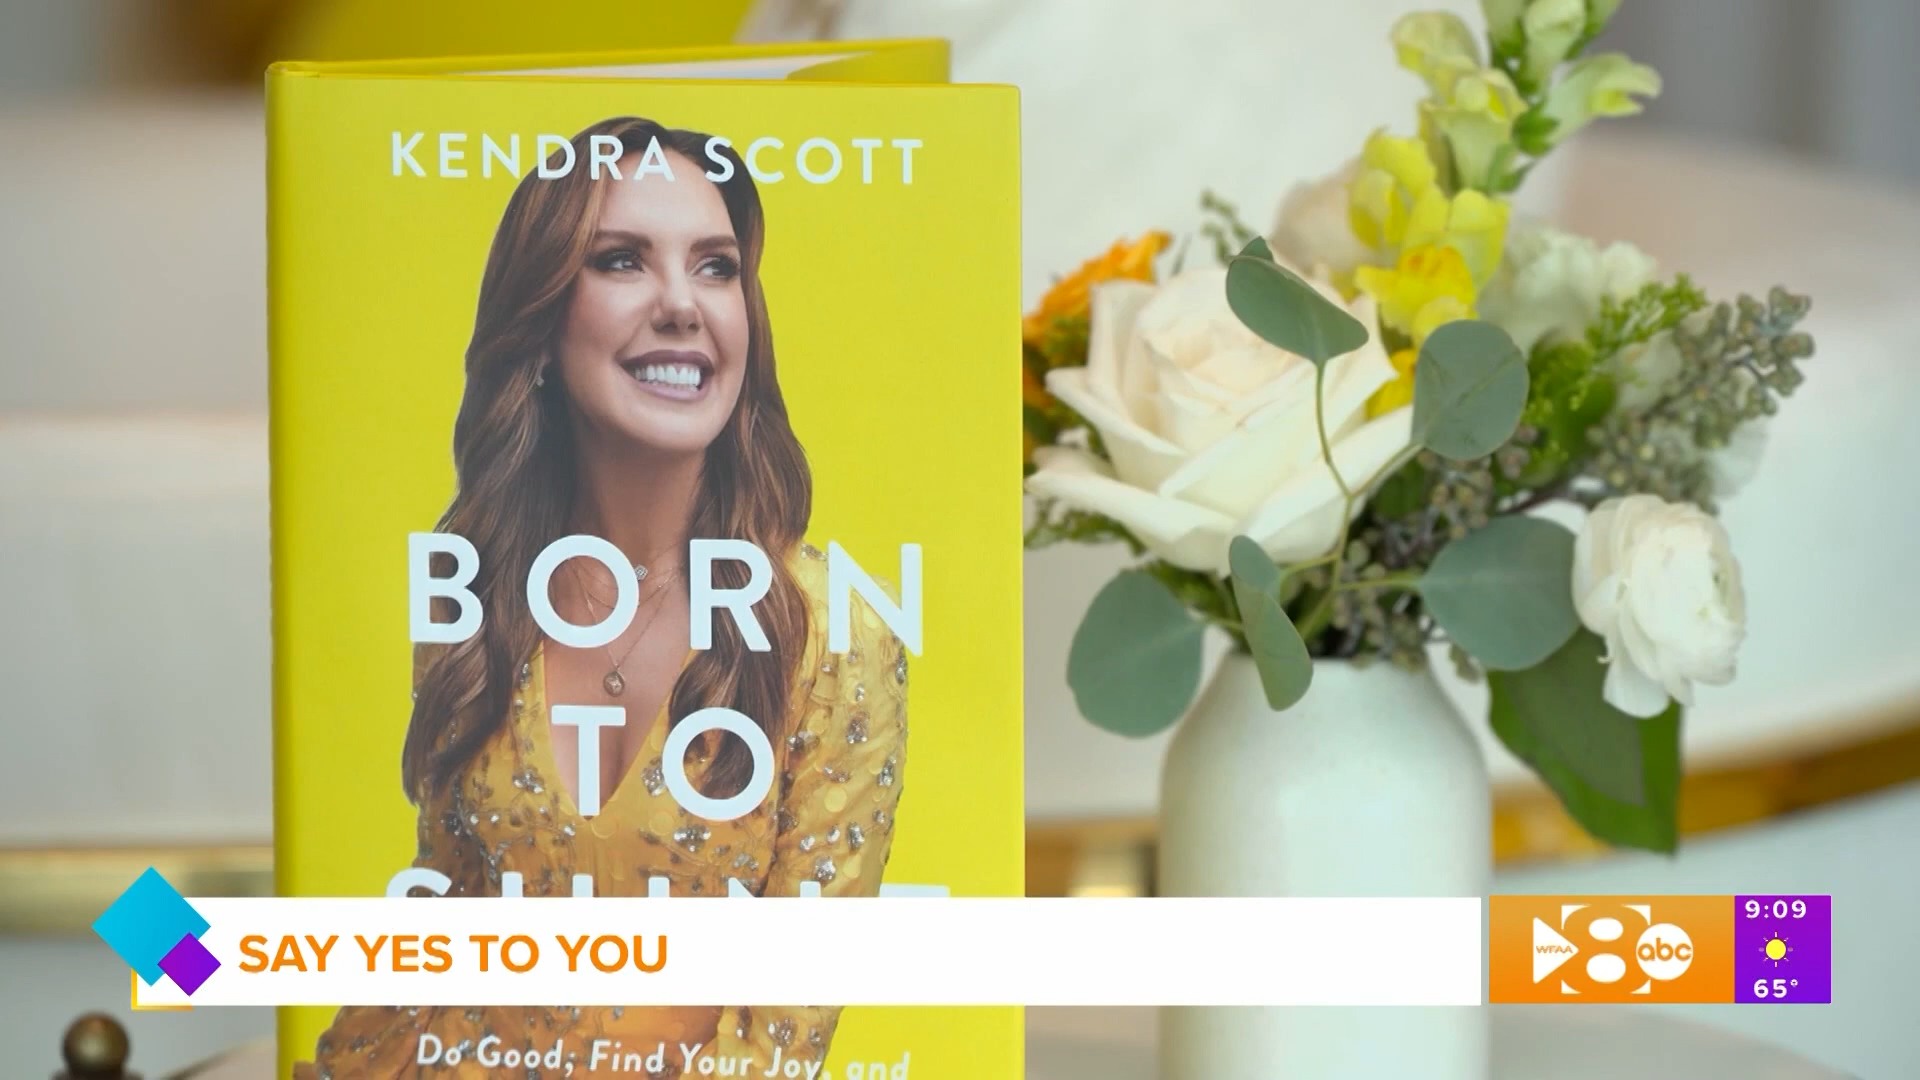 KENDRA SCOTT
BORN
TO
SHINE
Do Good, Find Your Joy, and
SAY YES TO YOU
WFAA 8 abc
9:09
65°